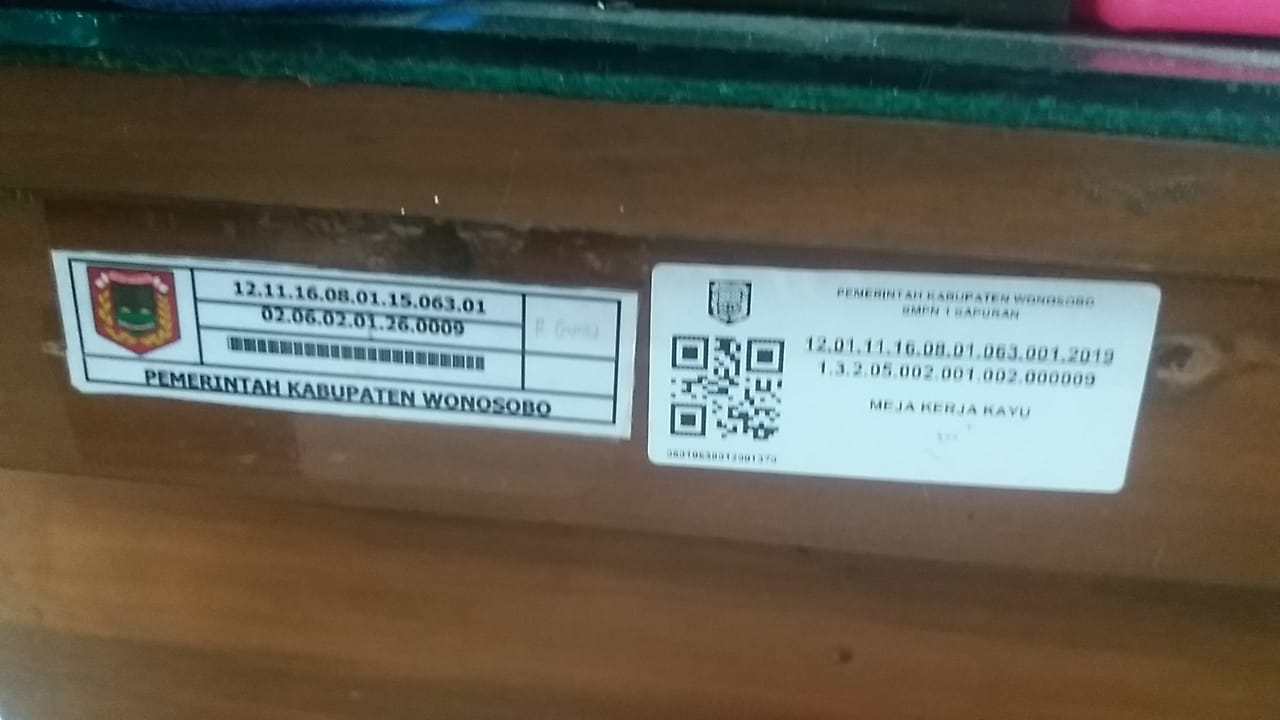 12.11.16.08.01.15.063.01
02.06.02.01.26.0009
PEMERINTAH KABUPATEN WONOSOBO
PEMERINTAH KABUPATEN WONOSOBO
SMPN 1 SAPURAN
12.01.11.16.08.01.063.001.2019
1.3.2.05.002.001.002.000009
MEJA KERJA KAYU